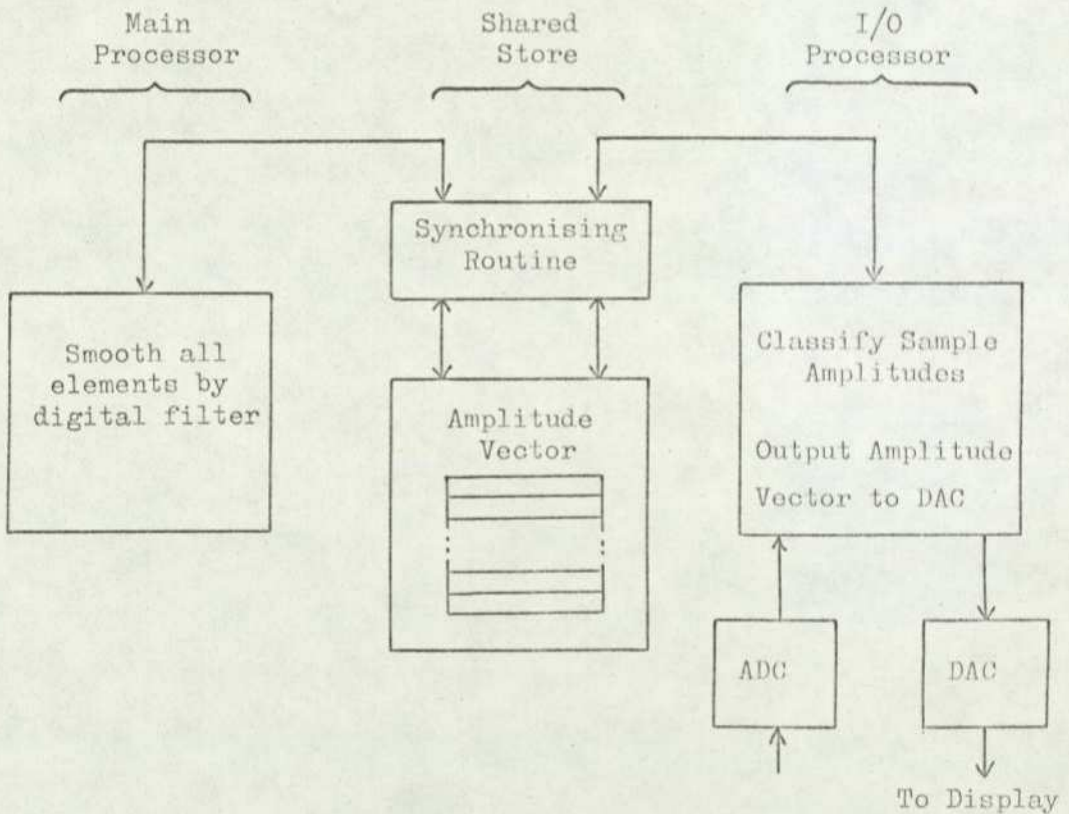 Main
Processor
Shared
Store
I/O
Processor
Synchronising
Routine
Smooth all
elements by
digital filter
Amplitude
Vector
Classify Sample
Amplitudes
Output Amplitude
Vector to DAC
ADC
DAC
To Display